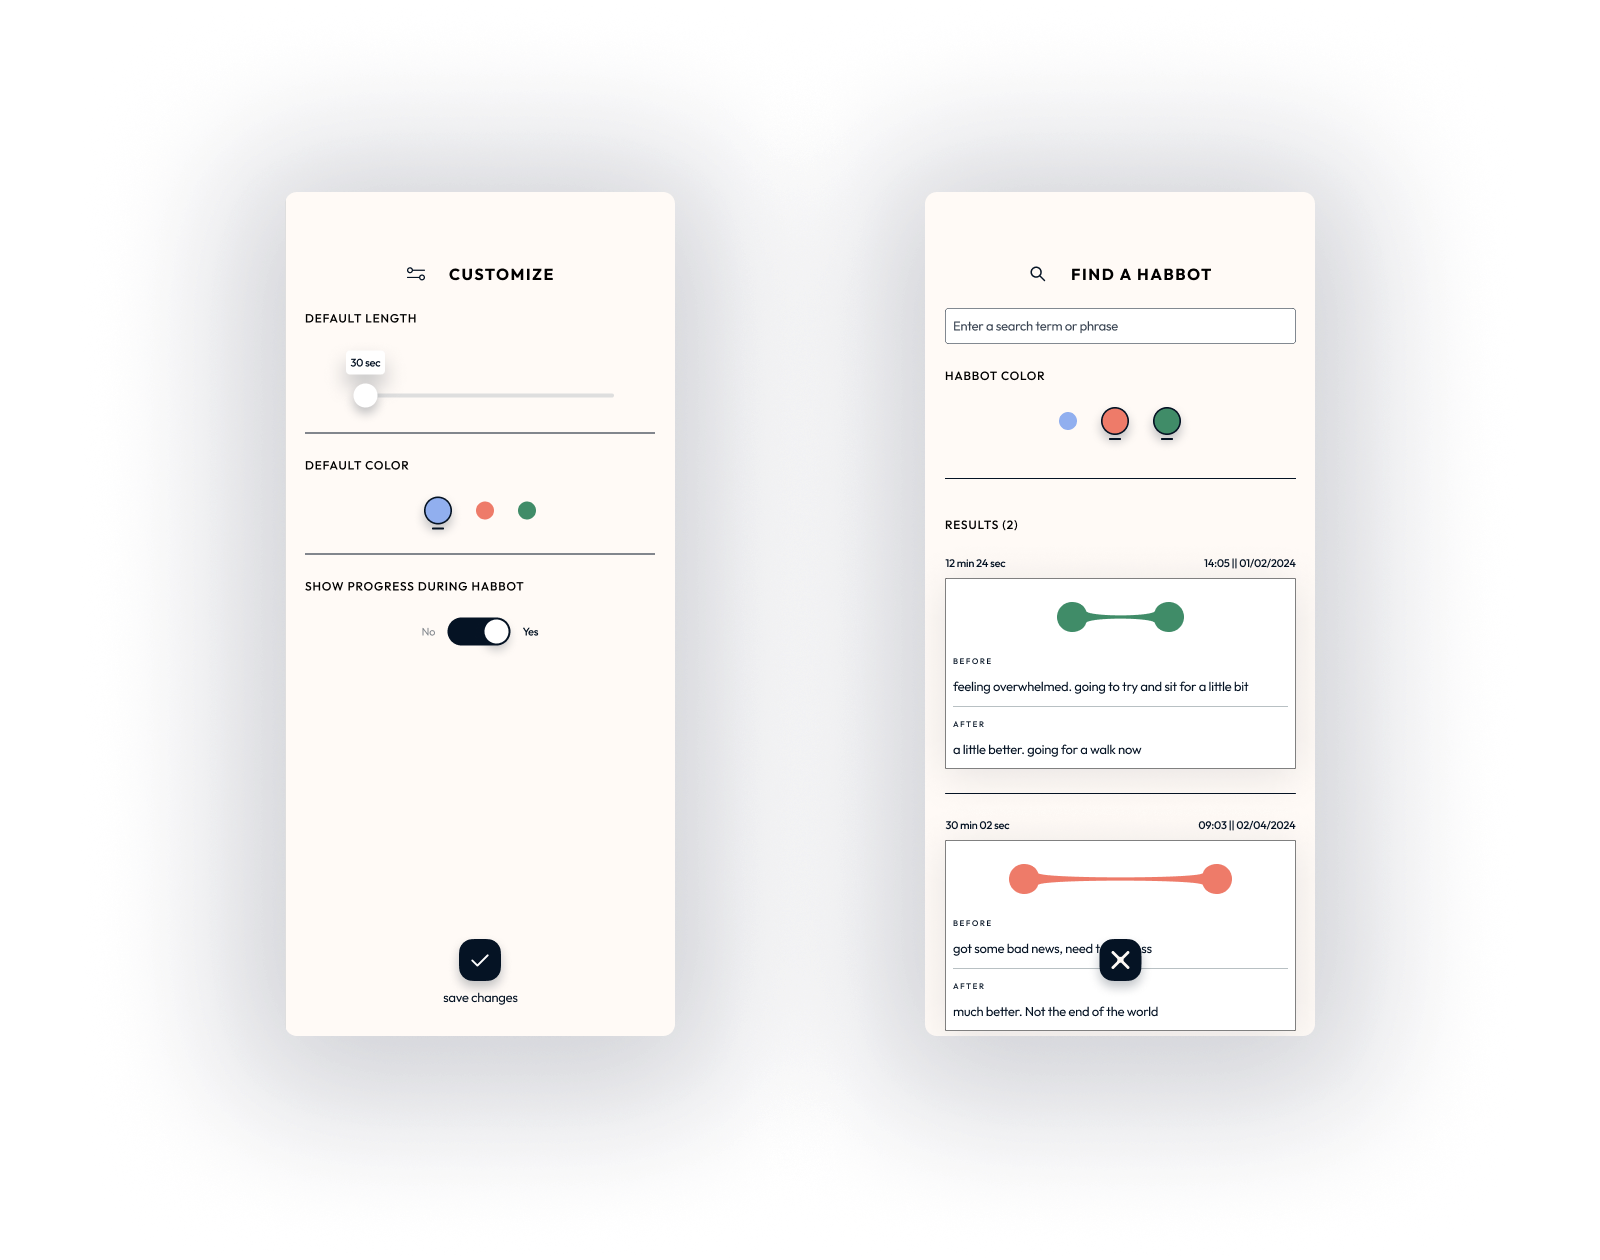 CUSTOMIZE
DEFAULT LENGTH
30 sec
DEFAULT COLOR
SHOW PROGRESS DURING HABBOT
No
Yes
save changes
FIND A HABBOT
Enter a search term or phrase
HABBOT COLOR
RESULTS (2)
12 min 24 sec
14:05 || 01/02/2024
BEFORE
feeling overwhelmed. going to try and sit for a little bit
AFTER
a little better. going for a walk now
30 min 02 sec
09:03 || 02/04/2024
BEFORE
got some bad news, need
AFTER
much better. Not the end of the world